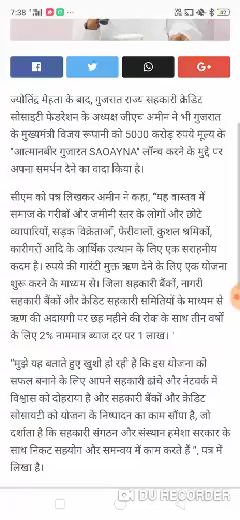 7:38
42
f
G+
ज्योतिंद्र मेहता के बाद, गुजरात राज्य सहकारी क्रेडिट
सोसाइटी फेडरेशन के अध्यक्ष जीएच अमीन ने भी गुजरात
के मुख्यमंत्री विजय रूपानी को 5000 करोड़ रुपये मूल्य के
"आत्मानबीर गुजारत SAOAYNA" लॉन्च करने के मुद्दे पर
अपना समर्थन देने का वादा किया है।
सीएम को पत्र लिखकर अमीन ने कहा, "यह वास्तव में
समाज के गरीबों और जमीनी स्तर के लोगों और छोटे
व्यापारियों, सड़क विक्रेताओं, फेरीवालों, कुशल श्रमिकों,
कारीगरों आदि के आर्थिक उत्थान के लिए एक सराहनीय
कदम है। रुपये की गारंटी मुक्त ऋण देने के लिए एक योजना
शुरू करने के माध्यम से। जिला सहकारी बैंकों, नागरी
सहकारी बैंकों और क्रेडिट सहकारी समितियों के माध्यम से
ऋण की अदायगी पर छह महीने की रोक के साथ तीन वर्षों
के लिए 2% नाममात्र ब्याज दर पर 1 लाख। '
"मुझे यह बताते हुए खुशी हो रही है कि इस योजना को
सफल बनाने के लिए आपने सहकारी ढांचे और नेटवर्क में
विश्वास को दोहराया है और सहकारी बैंकों और क्रेडिट
सोसायटी को योजना के निष्पादन का काम सौंपा है, जो
दर्शाता है कि सहकारी संगठन और संस्थान हमेशा सरकार के
साथ निकट सहयोग और समन्वय में काम करते हैं ", पत्र में
लिखा है।
DU RECORDER